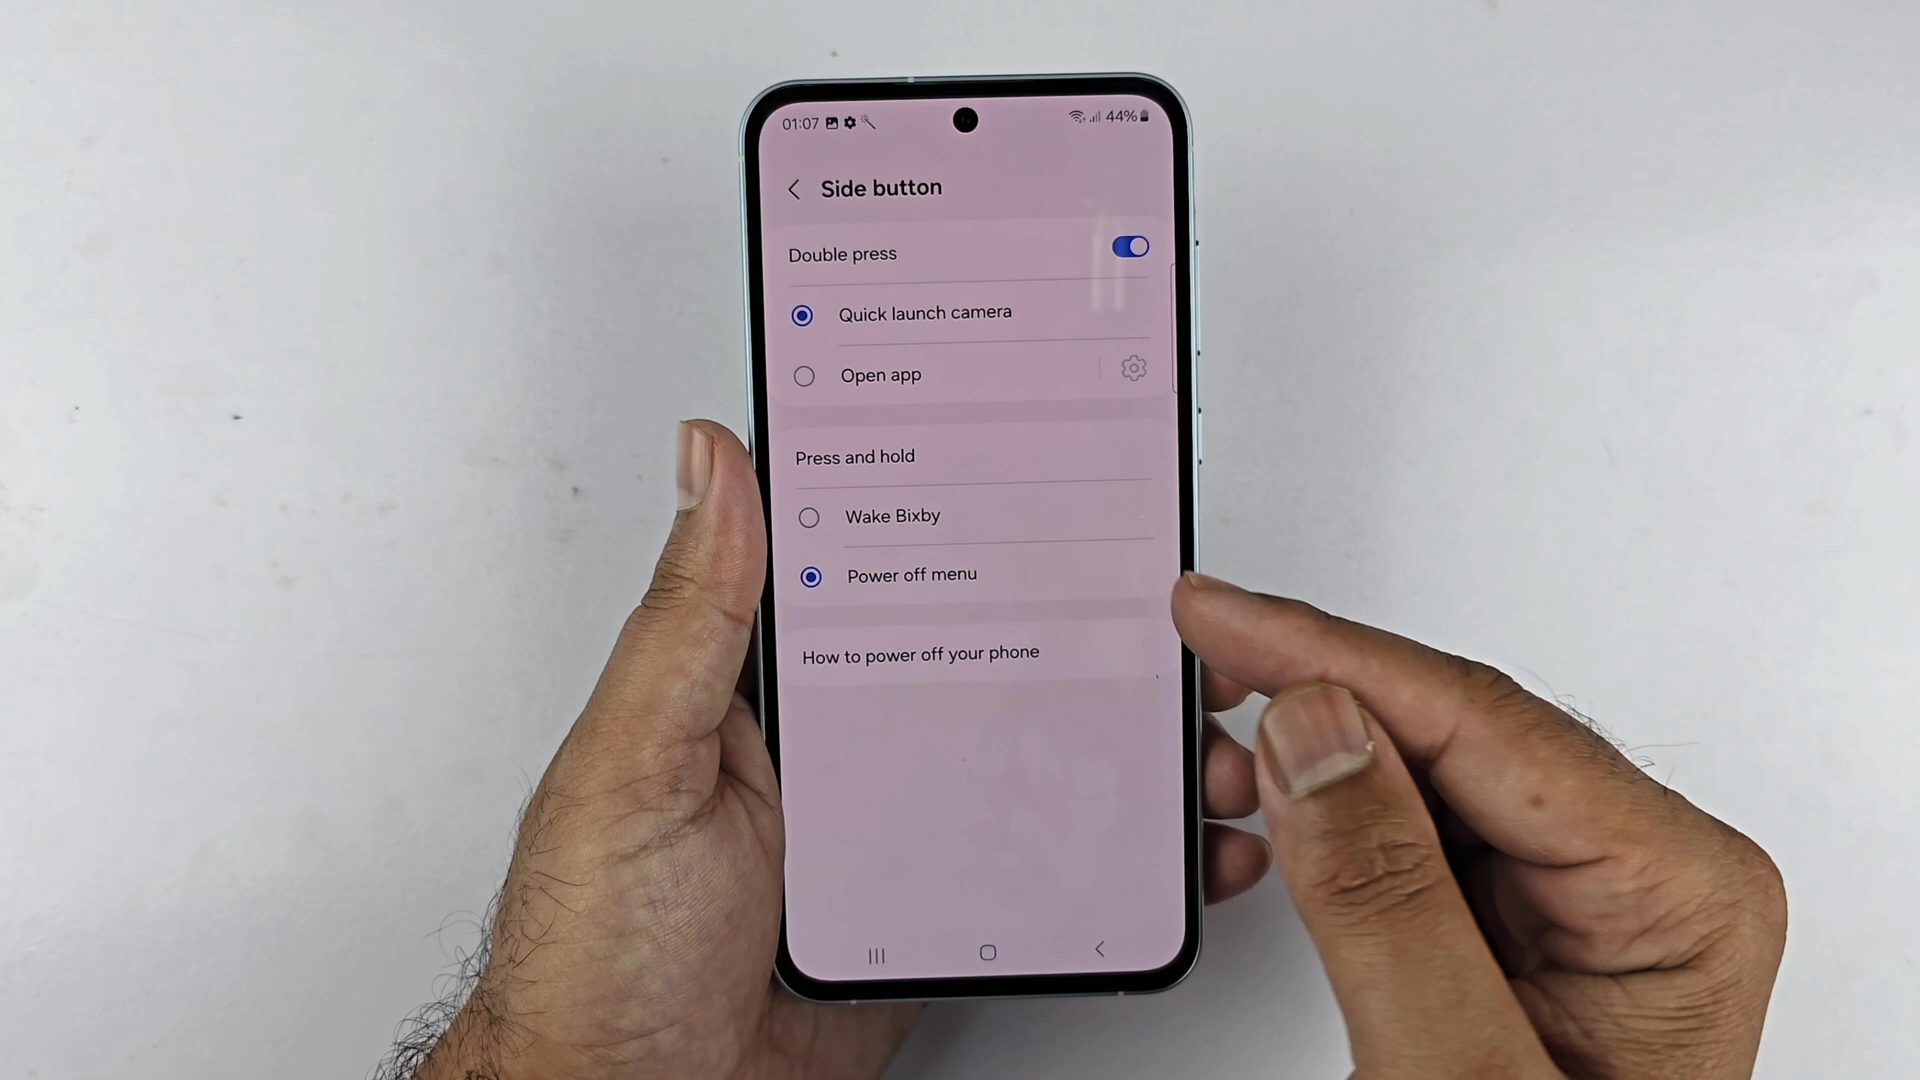 01:07 44%
Side button
Double press
Quick launch camera
Open app
Press and hold
Wake Bixby
Power off menu
How to power off your phone